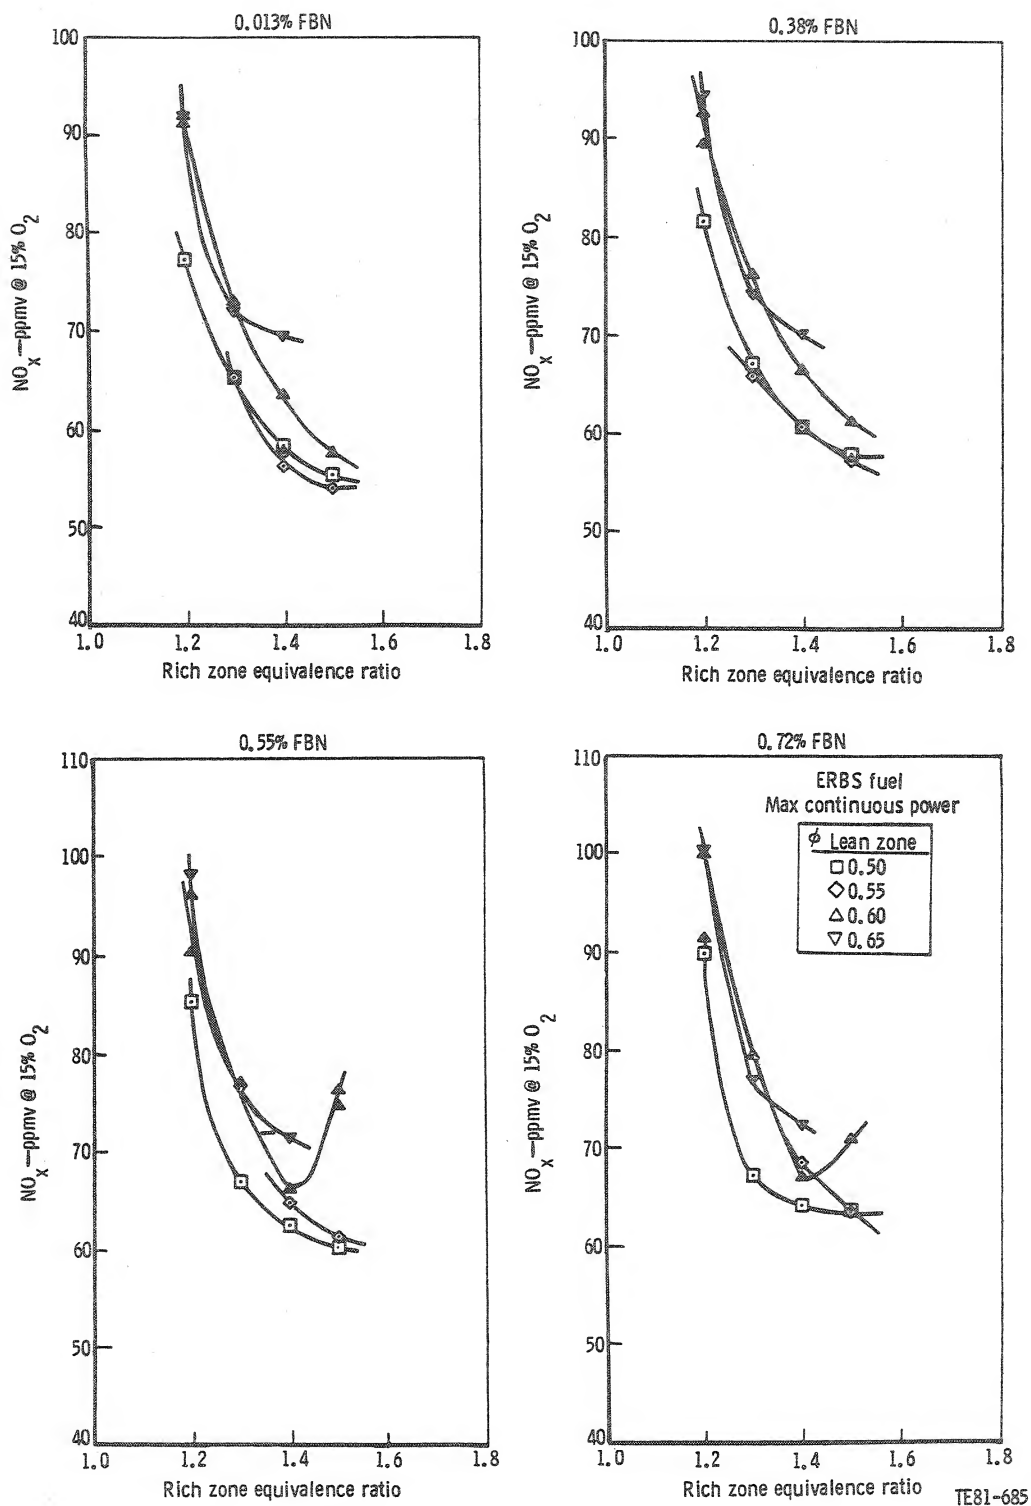 0.013% FBN
100
90
80
70
60
50
40
1.0 1.2 1.4 1.6 1.8
NOx—ppmv @ 15% O2
Rich zone equivalence ratio
0.38% FBN
100
90
80
70
60
50
40
1.0 1.2 1.4 1.6 1.8
NOx—ppmv @ 15% O2
Rich zone equivalence ratio
0.55% FBN
110
100
90
80
70
60
50
40
1.0 1.2 1.4 1.6 1.8
NOx—ppmv @ 15% O2
Rich zone equivalence ratio
0.72% FBN
110
100
90
80
70
60
50
40
1.0 1.2 1.4 1.6 1.8
NOx—ppmv @ 15% O2
Rich zone equivalence ratio
ERBS fuel
Max continuous power
ϕ Lean zone
0.50
0.55
0.60
0.65
TE81-685